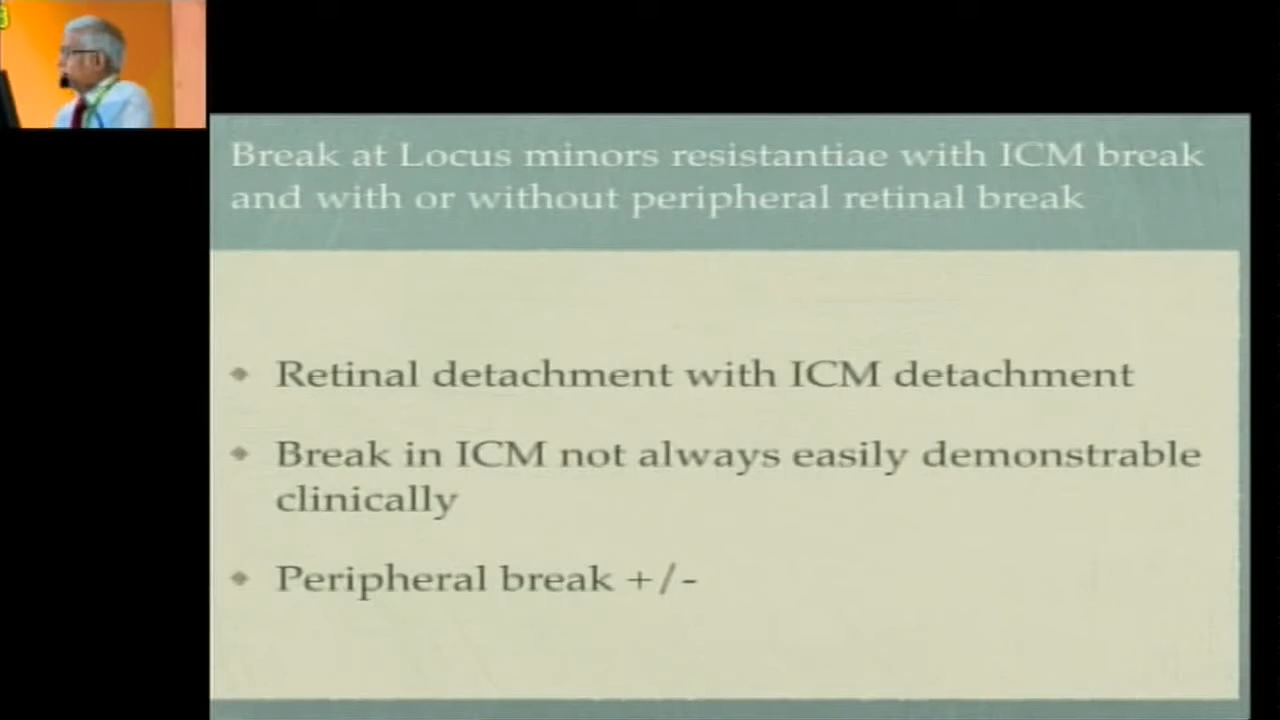 Break at Locus minors resistantiae with ICM break
and with or without peripheral retinal break
Retinal detachment with ICM detachment
Break in ICM not always easily demonstrable
clinically
Peripheral break +/-